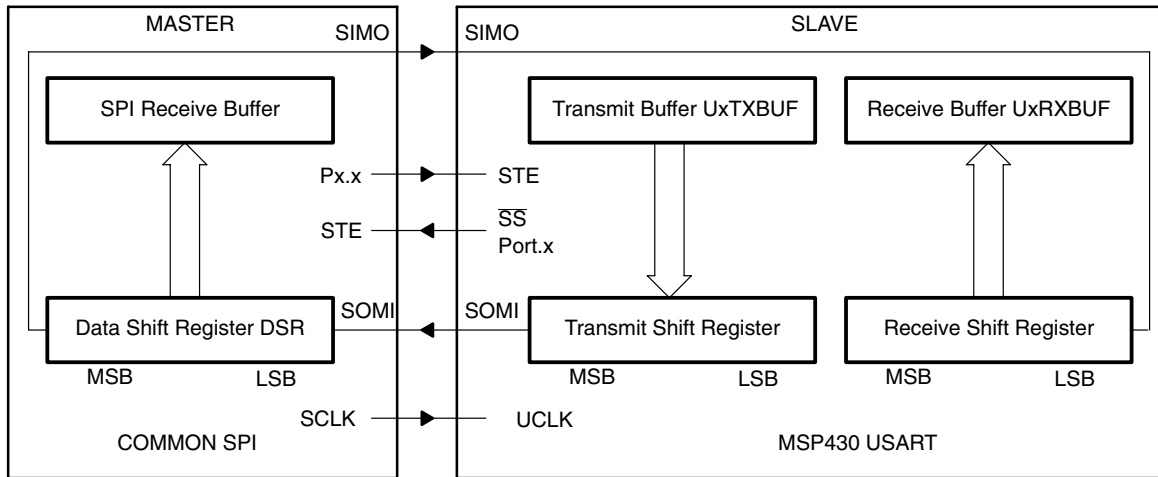 MASTER
SIMO
SPI Receive Buffer
Px.x
STE
Data Shift Register DSR
SOMI
MSB
LSB
SCLK
COMMON SPI
SLAVE
SIMO
Transmit Buffer UxTXBUF
Receive Buffer UxRXBUF
STE
SS
Port.x
SOMI
Transmit Shift Register
Receive Shift Register
MSB
LSB
MSB
LSB
UCLK
MSP430 USART